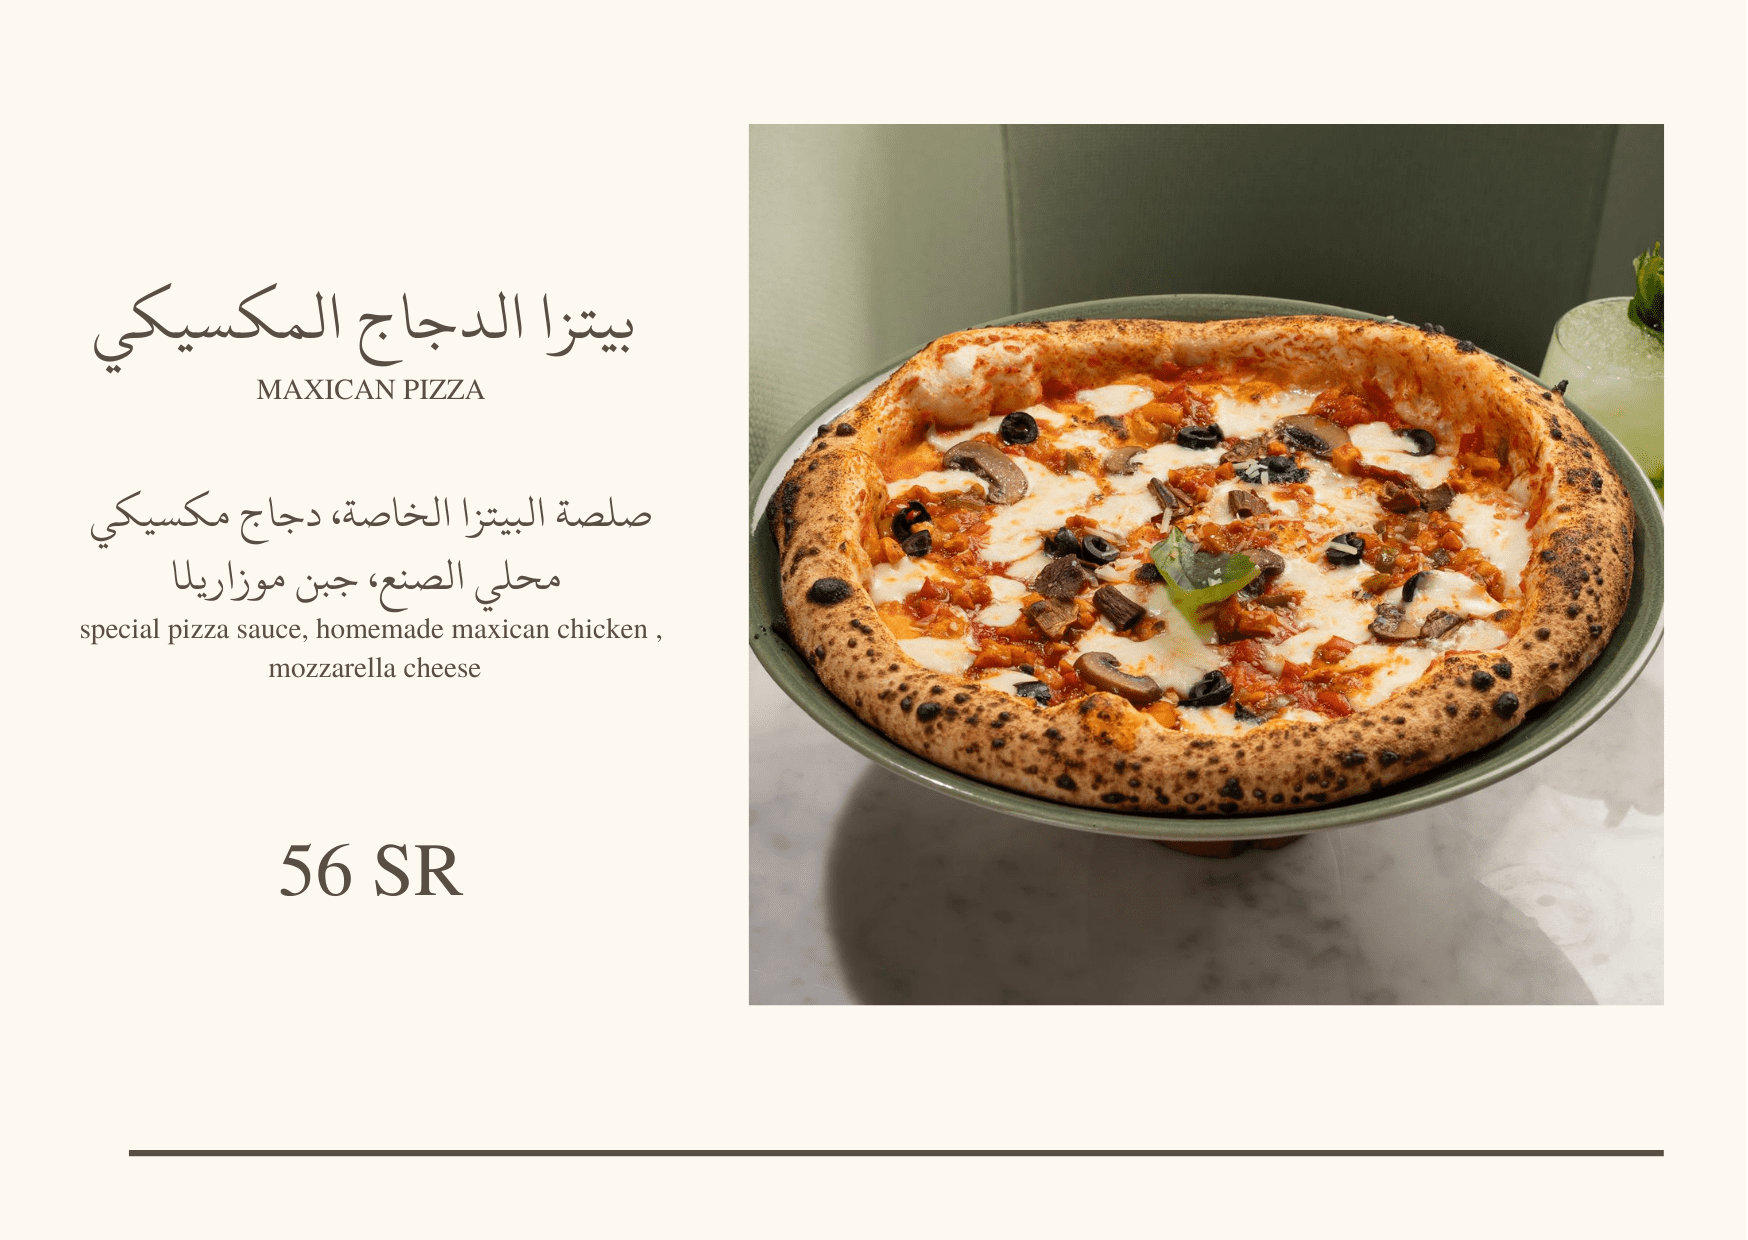 بيتزا الدجاج المكسيكي
MAXICAN PIZZA
صلصة البيتزا الخاصة، دجاج مكسيكي
محلي الصنع، جبن موزاريلا
special pizza sauce, homemade maxican chicken ,
mozzarella cheese
56 SR